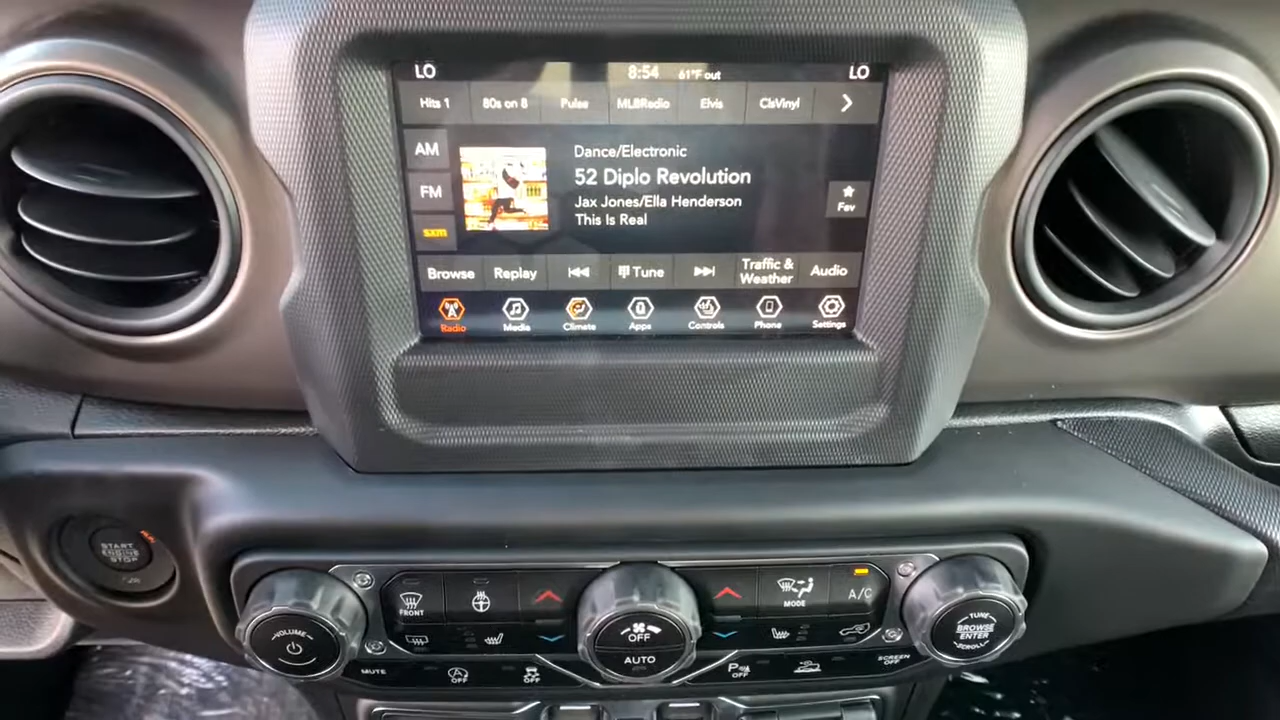 LO 8:54 61°F out LO
Hits 1 80s on 8 Pulse MLBRadio Elvis ClsVinyl
AM
Dance/Electronic
52 Diplo Revolution
FM
Jax Jones/Ella Henderson
This Is Real
Fav
sxm
Browse Replay Tune Traffic & Weather Audio
Radio Media Climate Apps Controls Phone Settings
START
ENGINE
STOP
RUN
FRONT
MODE
A/C
VOLUME
OFF
AUTO
TUNE
BROWSE
ENTER
SCROLL
MUTE
OFF
OFF
OFF
SCREEN
OFF